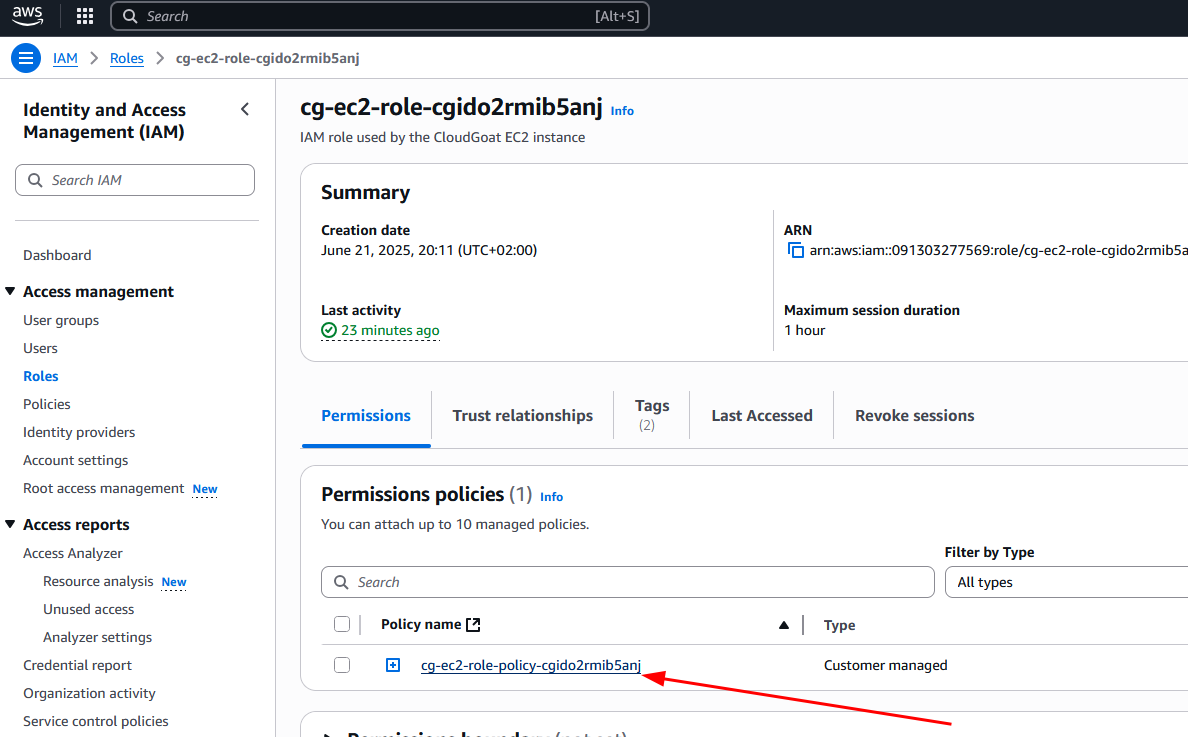 aws
Search [Alt+S]
IAM > Roles > cg-ec2-role-cgido2rmib5anj
Identity and Access
Management (IAM)
Search IAM
Dashboard
Access management
User groups
Users
Roles
Policies
Identity providers
Account settings
Root access management New
Access reports
Access Analyzer
Resource analysis New
Unused access
Analyzer settings
Credential report
Organization activity
Service control policies
cg-ec2-role-cgido2rmib5anj Info
IAM role used by the CloudGoat EC2 instance
Summary
Creation date
June 21, 2025, 20:11 (UTC+02:00)
ARN
arn:aws:iam::091303277569:role/cg-ec2-role-cgido2rmib5a
Last activity
23 minutes ago
Maximum session duration
1 hour
Permissions
Trust relationships
Tags
(2)
Last Accessed
Revoke sessions
Permissions policies (1) Info
You can attach up to 10 managed policies.
Filter by Type
Search
All types
Policy name
Type
cg-ec2-role-policy-cgido2rmib5anj
Customer managed
Permissions boundary (not set)